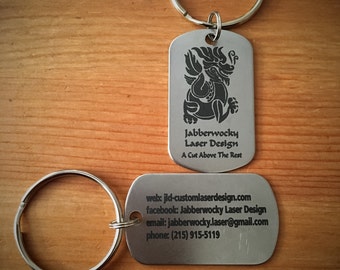 Jabberwocky
Laser Design
A Cut Above The Rest
web: jld-customlaserdesign.com
facebook: Jabberwocky Laser Design
email: jabberwocky.laser@gmail.com
phone: (215) 915-5119